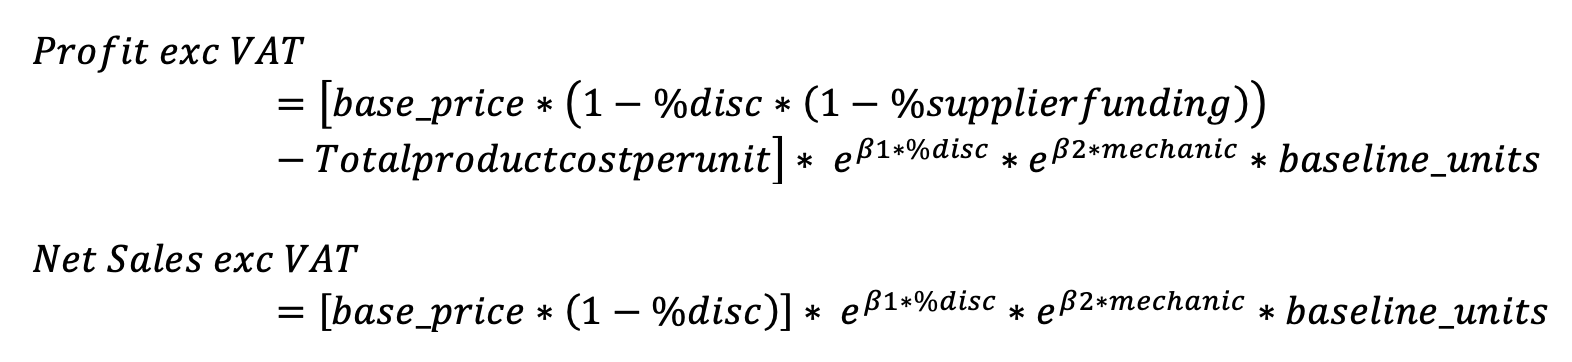 Profit exc VAT
= [base_price ∗ (1 − %disc ∗ (1 − %supplierfunding))
− Totalproductcostperunit] ∗ e^{β1∗%disc} ∗ e^{β2∗mechanic} ∗ baseline_units
Net Sales exc VAT
= [base_price ∗ (1 − %disc)] ∗ e^{β1∗%disc} ∗ e^{β2∗mechanic} ∗ baseline_units